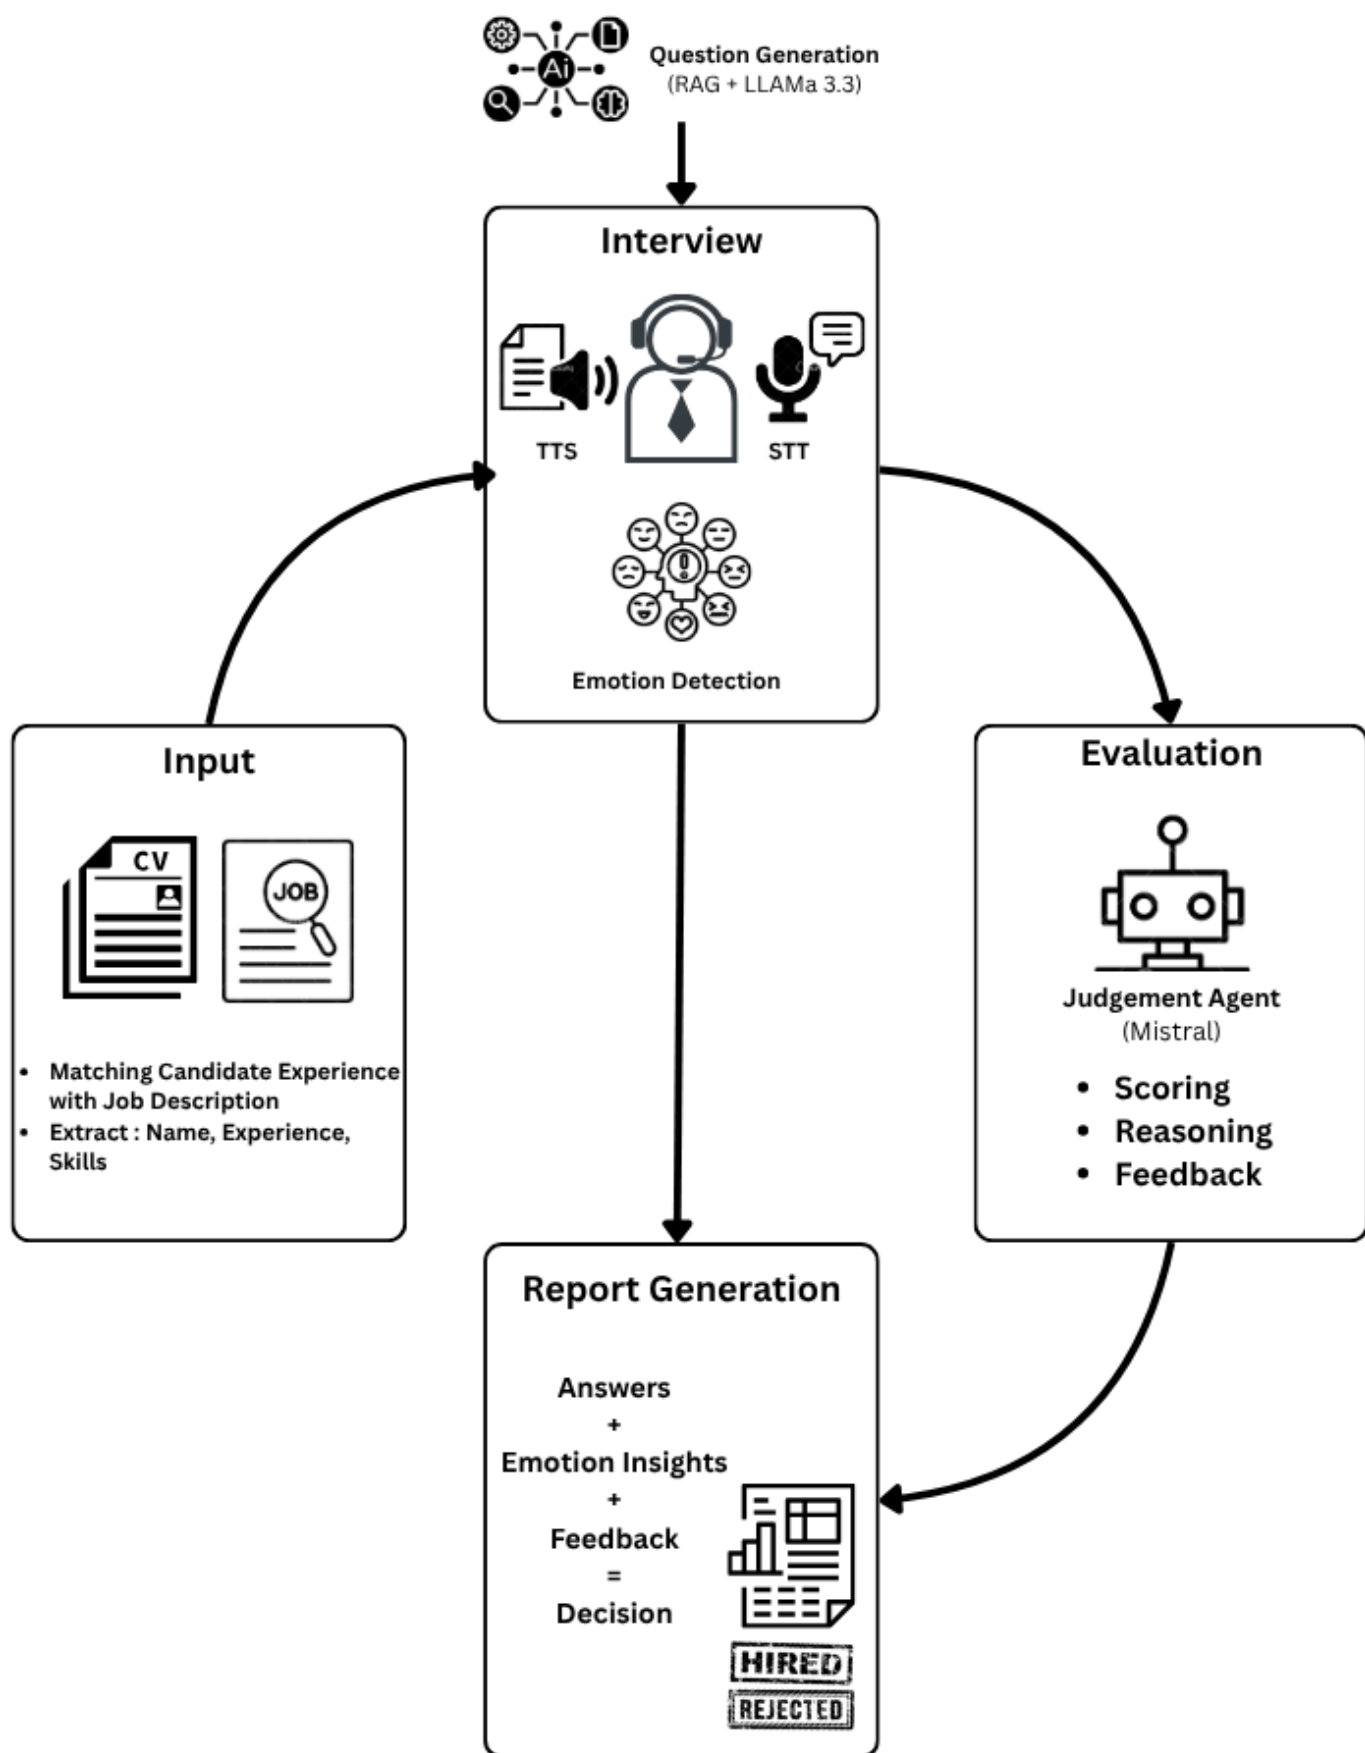 Ai
Question Generation
(RAG + LLAMa 3.3)
Interview
TTS
STT
Emotion Detection
Input
CV
JOB
• Matching Candidate Experience
with Job Description
• Extract : Name, Experience,
Skills
Evaluation
Judgement Agent
(Mistral)
• Scoring
• Reasoning
• Feedback
Report Generation
Answers
+
Emotion Insights
+
Feedback
=
Decision
HIRED
REJECTED